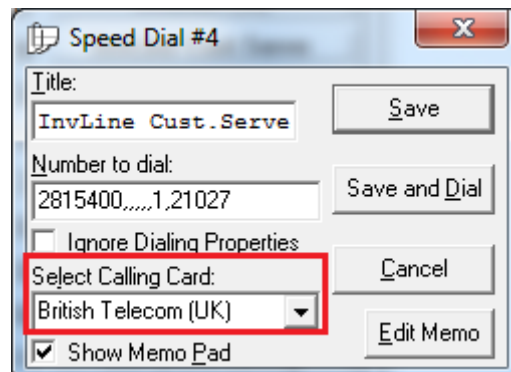 Speed Dial #4
Title:
InvLine Cust.Serve
Save
Number to dial:
2815400,,,,,1,21027
Save and Dial
Ignore Dialing Properties
Select Calling Card:
British Telecom (UK)
Cancel
Show Memo Pad
Edit Memo